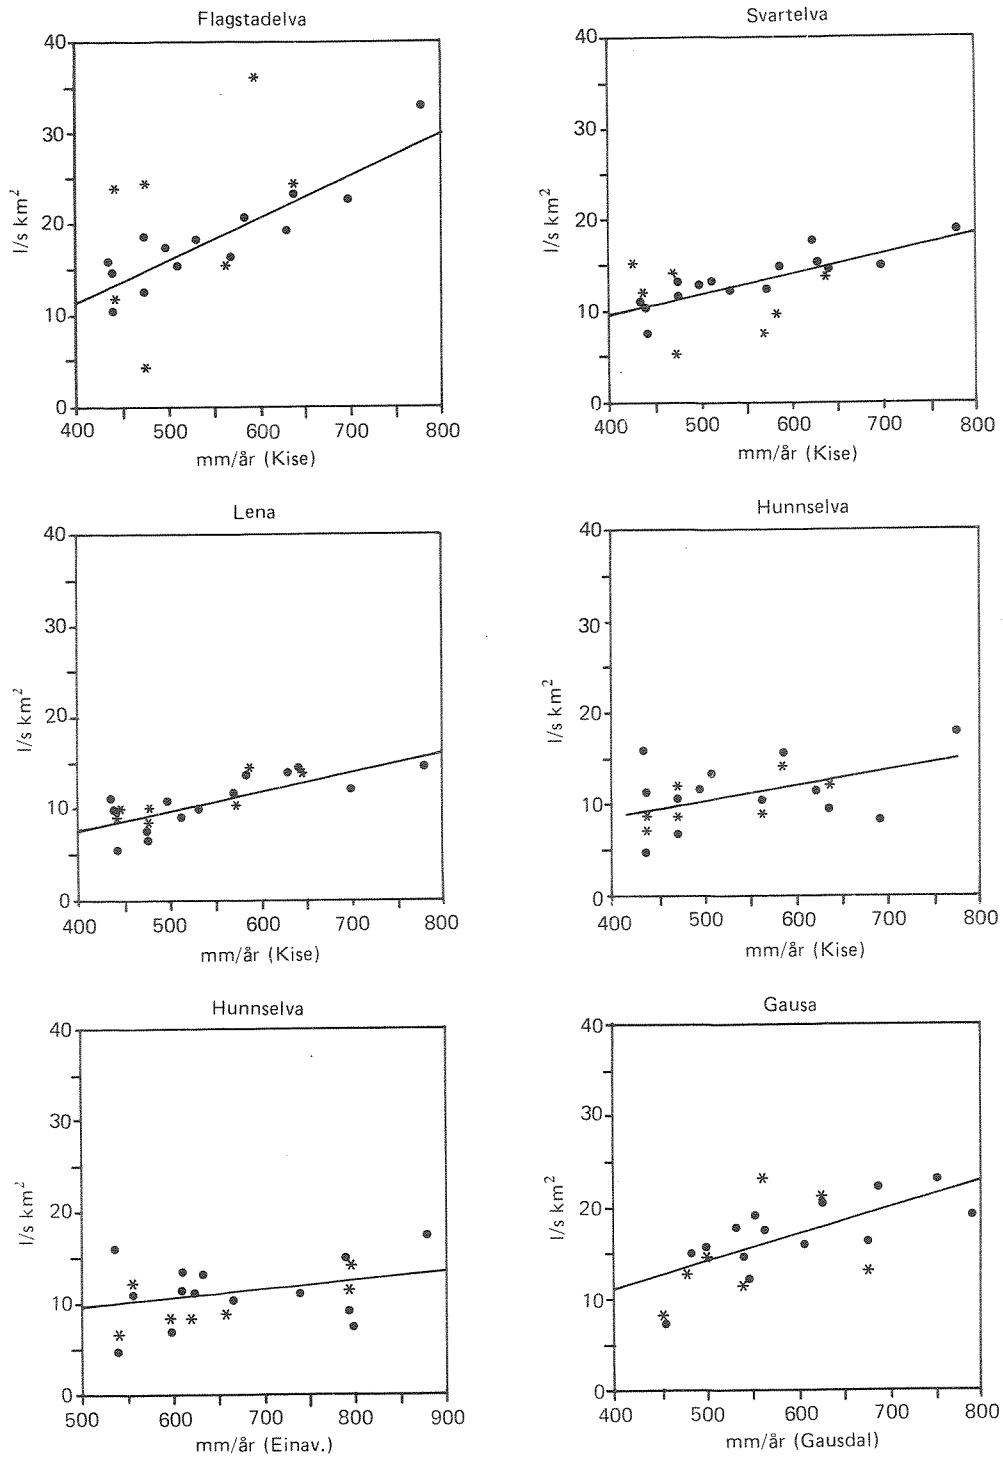 Flagstadelva
40
30
20
10
0
l/s km²
400 500 600 700 800
mm/år (Kise)
Svartelva
40
30
20
10
0
l/s km²
400 500 600 700 800
mm/år (Kise)
Lena
40
30
20
10
0
l/s km²
400 500 600 700 800
mm/år (Kise)
Hunnselva
40
30
20
10
0
l/s km²
400 500 600 700 800
mm/år (Kise)
Hunnselva
40
30
20
10
0
l/s km²
500 600 700 800 900
mm/år (Einav.)
Gausa
40
30
20
10
0
l/s km²
400 500 600 700 800
mm/år (Gausdal)